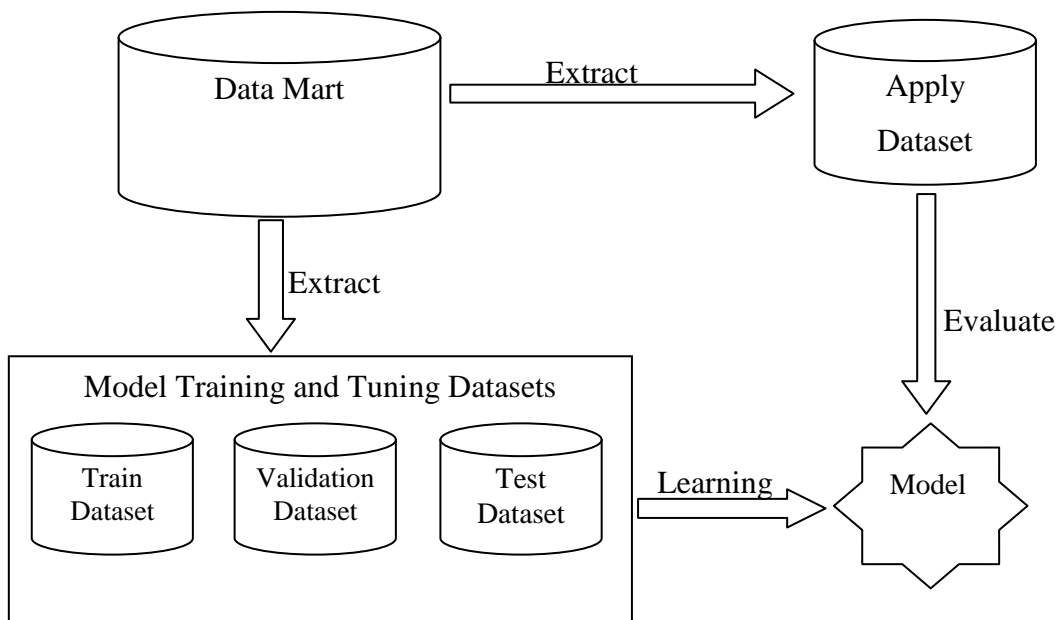 Data Mart
Extract
Apply
Dataset
Extract
Evaluate
Model Training and Tuning Datasets
Train
Dataset
Validation
Dataset
Test
Dataset
Learning
Model